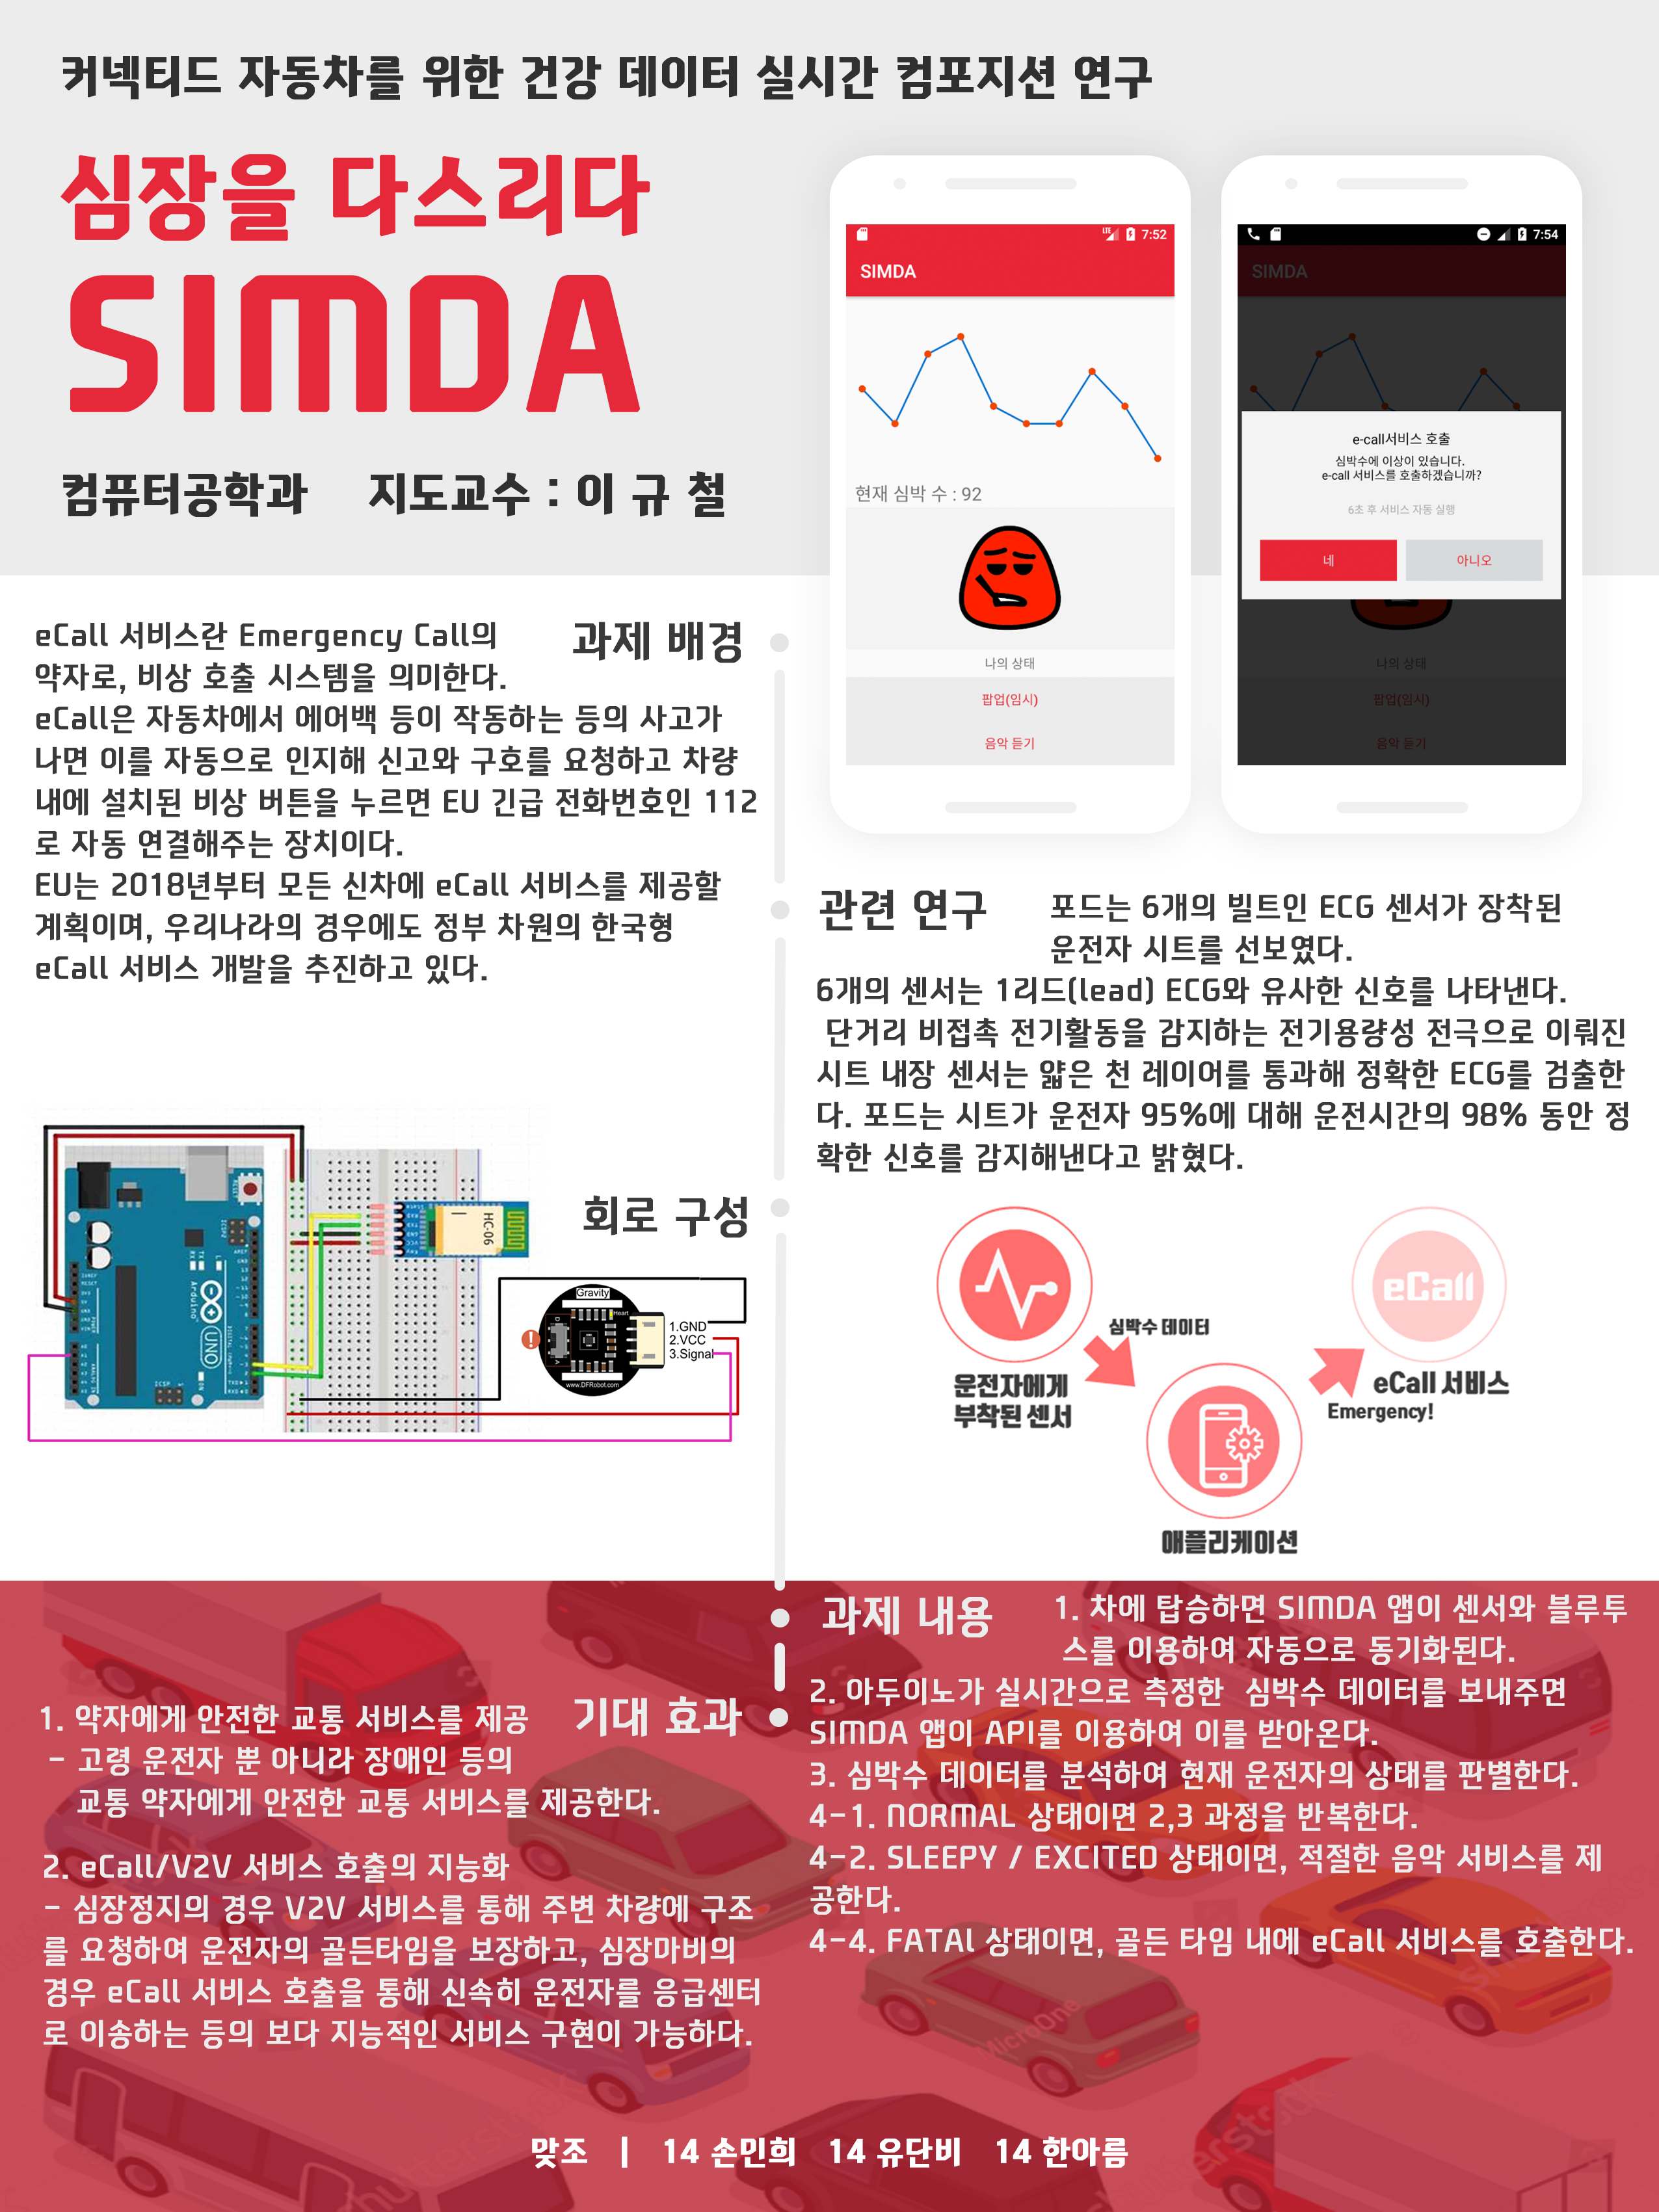 커넥티드 자동차를 위한 건강 데이터 실시간 컴포지션 연구
심장을 다스리다
SIMDA
컴퓨터공학과 지도교수 : 이 규 철
LTE 7:52
SIMDA
현재 심박 수 : 92
나의 상태
팝업(임시)
음악 듣기
7:54
SIMDA
e-call서비스 호출
심박수에 이상이 있습니다.
e-call 서비스를 호출하겠습니까?
6초 후 서비스 자동 실행
네 아니오
나의 상태
팝업(임시)
음악 듣기
과제 배경
eCall 서비스란 Emergency Call의
약자로, 비상 호출 시스템을 의미한다.
eCall은 자동차에서 에어백 등이 작동하는 등의 사고가
나면 이를 자동으로 인지해 신고와 구호를 요청하고 차량
내에 설치된 비상 버튼을 누르면 EU 긴급 전화번호인 112
로 자동 연결해주는 장치이다.
EU는 2018년부터 모든 신차에 eCall 서비스를 제공할
계획이며, 우리나라의 경우에도 정부 차원의 한국형
eCall 서비스 개발을 추진하고 있다.
관련 연구
포드는 6개의 빌트인 ECG 센서가 장착된
운전자 시트를 선보였다.
6개의 센서는 1리드(lead) ECG와 유사한 신호를 나타낸다.
단거리 비접촉 전기활동을 감지하는 전기용량성 전극으로 이뤄진
시트 내장 센서는 얇은 천 레이어를 통과해 정확한 ECG를 검출한
다. 포드는 시트가 운전자 95%에 대해 운전시간의 98% 동안 정
확한 신호를 감지해낸다고 밝혔다.
회로 구성
RESET
ICSP2
AREF
GND
ARDUINO
UNO
ICSP
ON
HC-06
Gravity
Heart
1.GND
2.VCC
3.Signal
www.DFRobot.com
심박수 데이터
운전자에게
부착된 센서
애플리케이션
eCall
eCall 서비스
Emergency!
과제 내용
1. 차에 탑승하면 SIMDA 앱이 센서와 블루투
스를 이용하여 자동으로 동기화된다.
2. 아두이노가 실시간으로 측정한 심박수 데이터를 보내주면
SIMDA 앱이 API를 이용하여 이를 받아온다.
3. 심박수 데이터를 분석하여 현재 운전자의 상태를 판별한다.
4-1. NORMAL 상태이면 2,3 과정을 반복한다.
4-2. SLEEPY / EXCITED 상태이면, 적절한 음악 서비스를 제
공한다.
4-4. FATAl 상태이면, 골든 타임 내에 eCall 서비스를 호출한다.
기대 효과
1. 약자에게 안전한 교통 서비스를 제공
- 고령 운전자 뿐 아니라 장애인 등의
교통 약자에게 안전한 교통 서비스를 제공한다.
2. eCall/V2V 서비스 호출의 지능화
- 심장정지의 경우 V2V 서비스를 통해 주변 차량에 구조
를 요청하여 운전자의 골든타임을 보장하고, 심장마비의
경우 eCall 서비스 호출을 통해 신속히 운전자를 응급센터
로 이송하는 등의 보다 지능적인 서비스 구현이 가능하다.
MicroOne
shutterstock
맞조 | 14 손민희 14 유단비 14 한아름